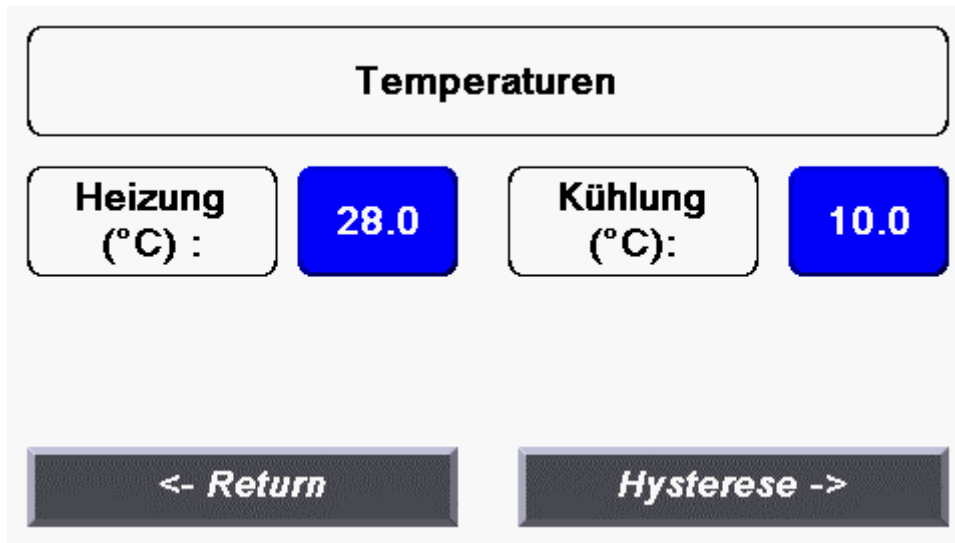 Temperaturen
Heizung
(°C) :
28.0
Kühlung
(°C):
10.0
<- Return
Hysterese ->